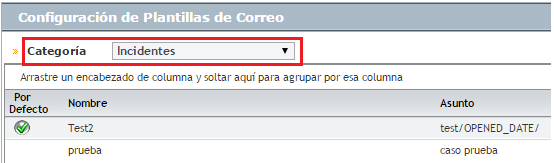 Configuración de Plantillas de Correo
» Categoría Incidentes
Arrastre un encabezado de columna y soltar aquí para agrupar por esa columna
Por Defecto Nombre Asunto
Test2 test/OPENED_DATE/
prueba caso prueba